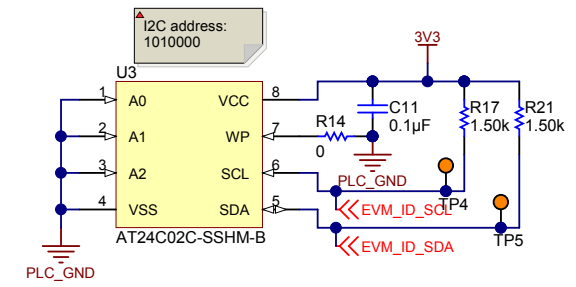 I2C address:
1010000
3V3
U3
1 A0 VCC 8
2 A1 WP 7
3 A2 SCL 6
4 VSS SDA 5
AT24C02C-SSHM-B
PLC_GND
R14
0
C11
0.1µF
PLC_GND
R17
1.50k
R21
1.50k
TP4
EVM_ID_SCL
TP5
EVM_ID_SDA